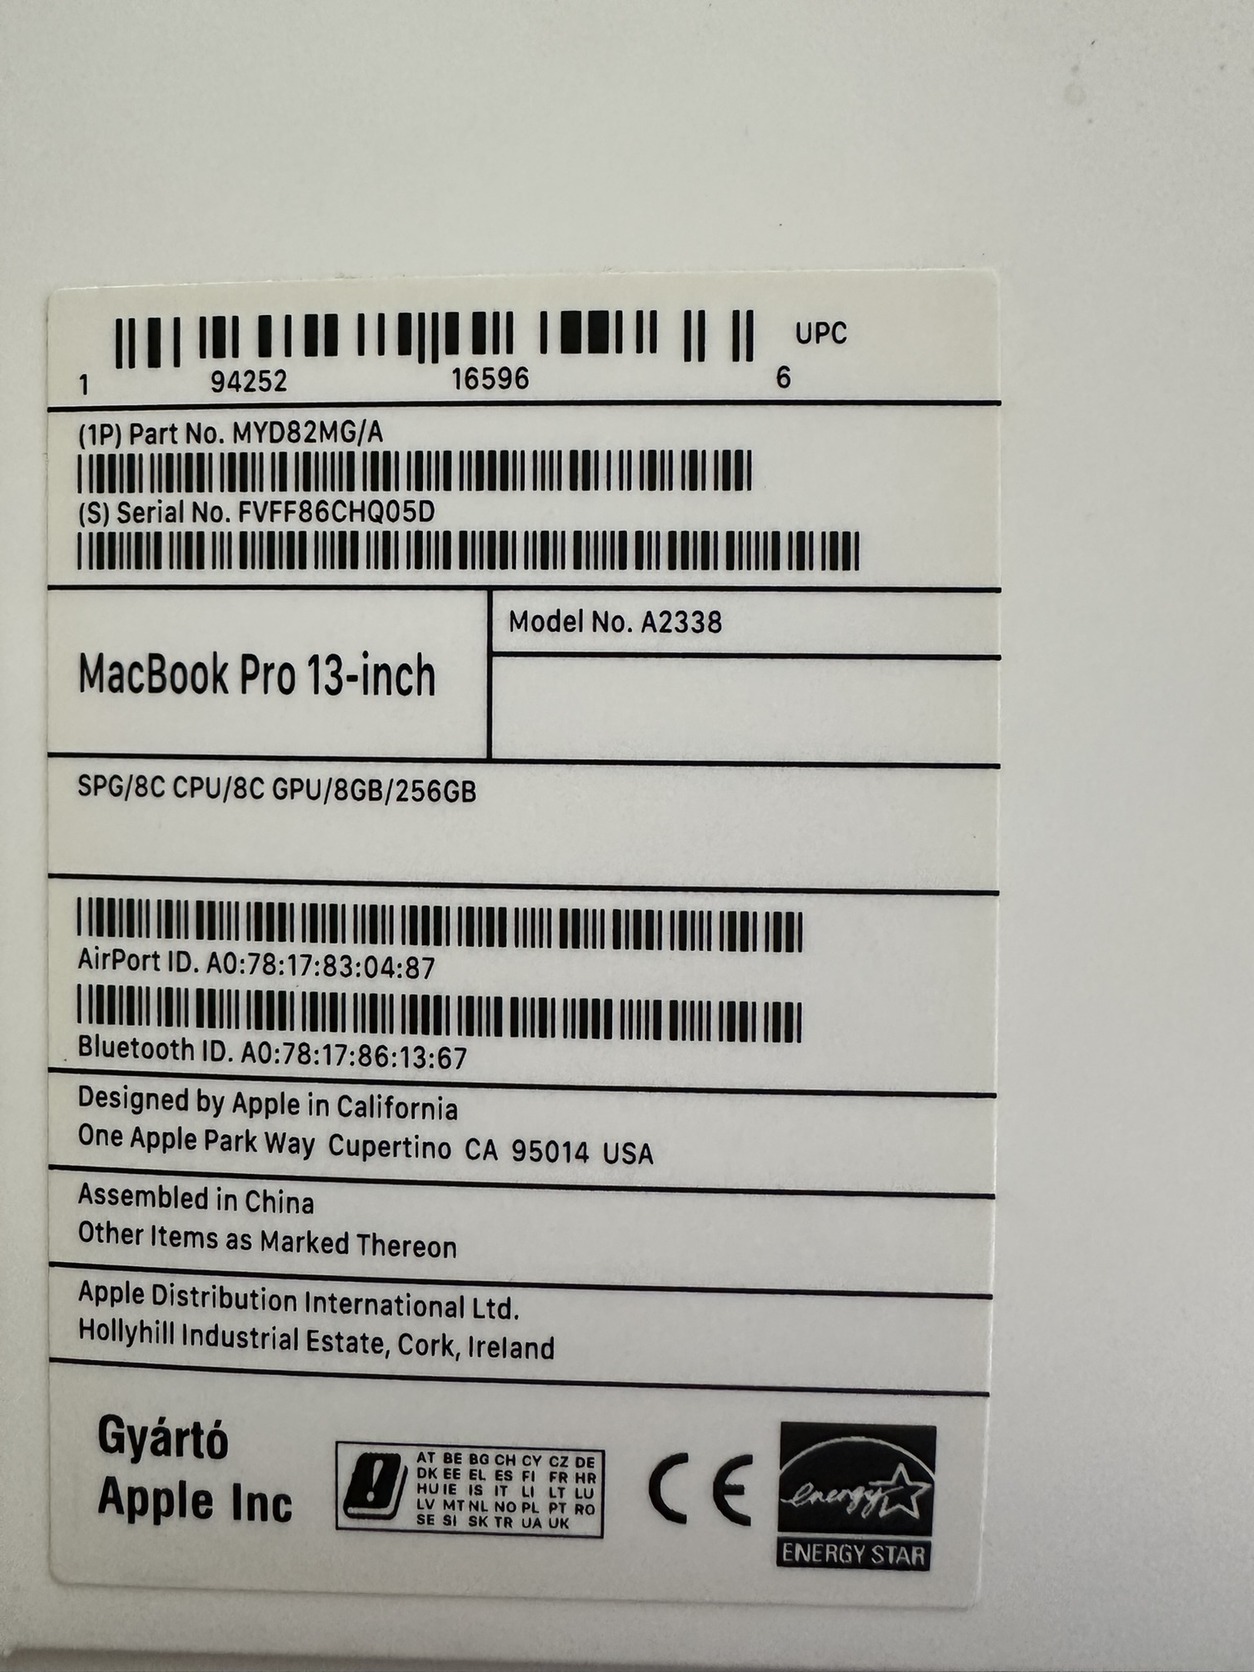 UPC
1 94252 16596 6
(1P) Part No. MYD82MG/A
(S) Serial No. FVFF86CHQ05D
MacBook Pro 13-inch
Model No. A2338
SPG/8C CPU/8C GPU/8GB/256GB
AirPort ID. A0:78:17:83:04:87
Bluetooth ID. A0:78:17:86:13:67
Designed by Apple in California
One Apple Park Way Cupertino CA 95014 USA
Assembled in China
Other Items as Marked Thereon
Apple Distribution International Ltd.
Hollyhill Industrial Estate, Cork, Ireland
Gyártó
Apple Inc
AT BE BG CH CY CZ DE
DK EE EL ES FI FR HR
HU IE IS IT LI LT LU
LV MT NL NO PL PT RO
SE SI SK TR UA UK
CE
energy
ENERGY STAR